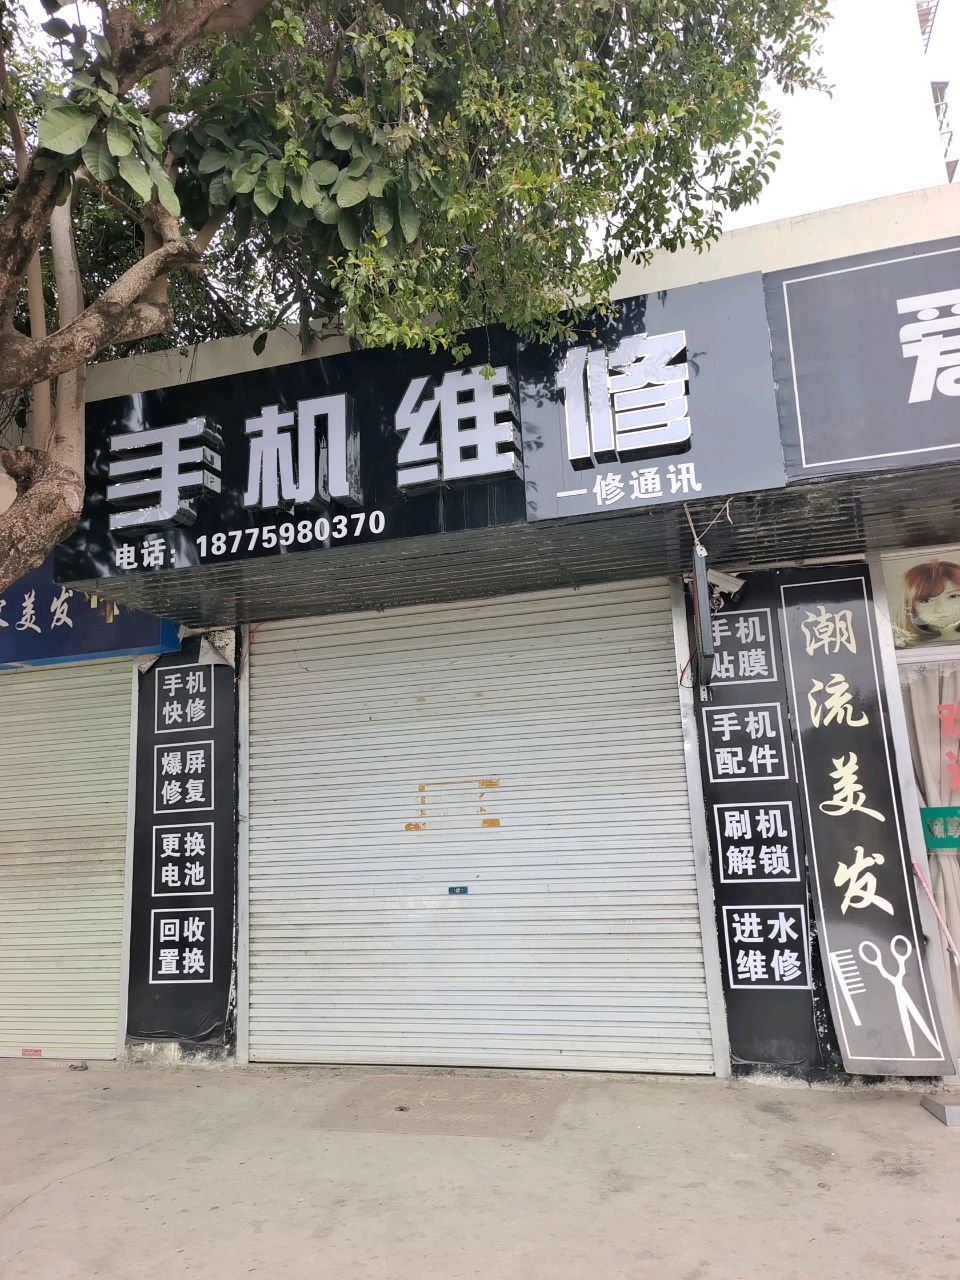 手机维修
一修通讯
电话：18775980370
爱
美发
手机
快修
爆屏
修复
更换
电池
回收
置换
手机
贴膜
手机
配件
刷机
解锁
进水
维修
潮流美发